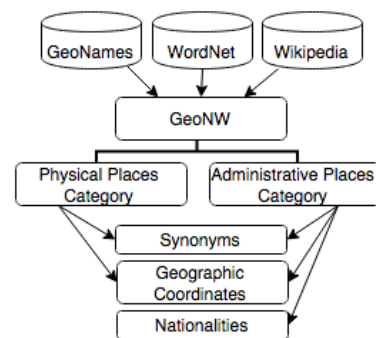 GeoNames
WordNet
Wikipedia
GeoNW
Physical Places
Category
Administrative Places
Category
Synonyms
Geographic
Coordinates
Nationalities